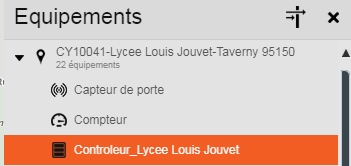 Equipements
CY10041-Lycee Louis Jouvet-Taverny 95150
22 équipements
Capteur de porte
Compteur
Controleur_Lycee Louis Jouvet